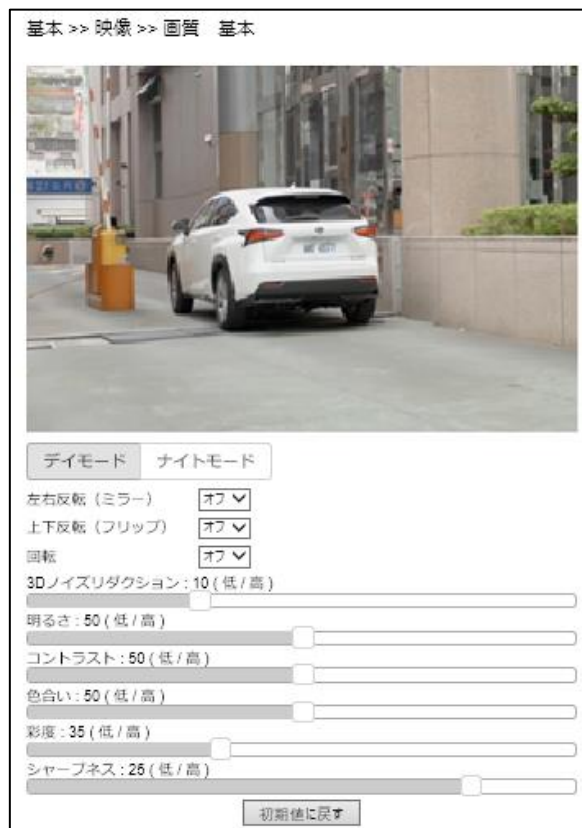 基本 >> 映像 >> 画質　基本
デイモード　ナイトモード
左右反転（ミラー）　オフ
上下反転（フリップ）　オフ
回転　オフ
3Dノイズリダクション : 10 ( 低 / 高 )
明るさ : 50 ( 低 / 高 )
コントラスト : 50 ( 低 / 高 )
色合い : 50 ( 低 / 高 )
彩度 : 35 ( 低 / 高 )
シャープネス : 25 ( 低 / 高 )
初期値に戻す